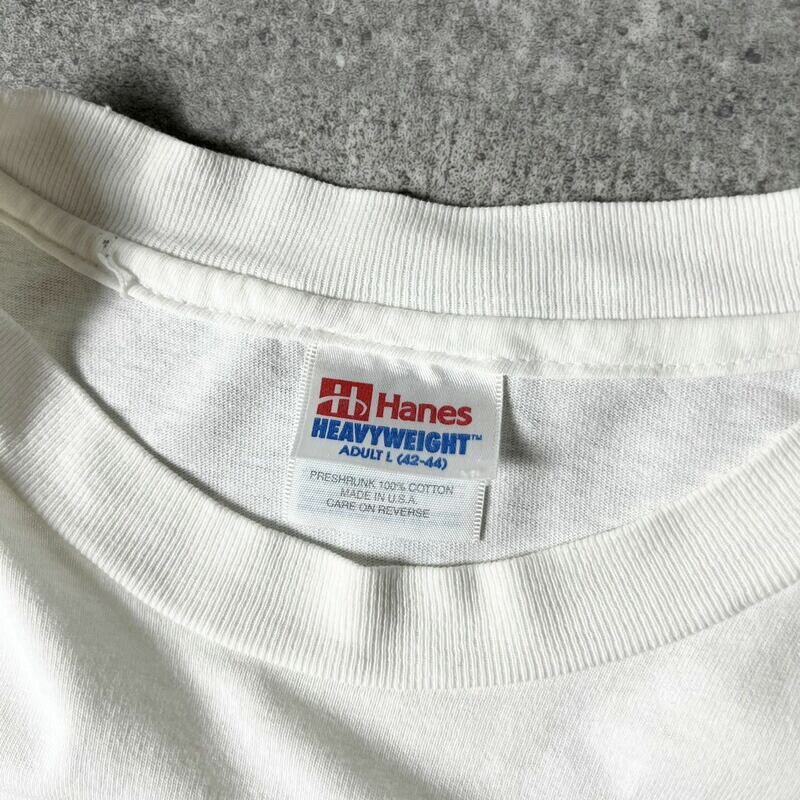 Hanes
HEAVYWEIGHT™
ADULT L (42-44)
PRESHRUNK 100% COTTON
MADE IN U.S.A.
CARE ON REVERSE